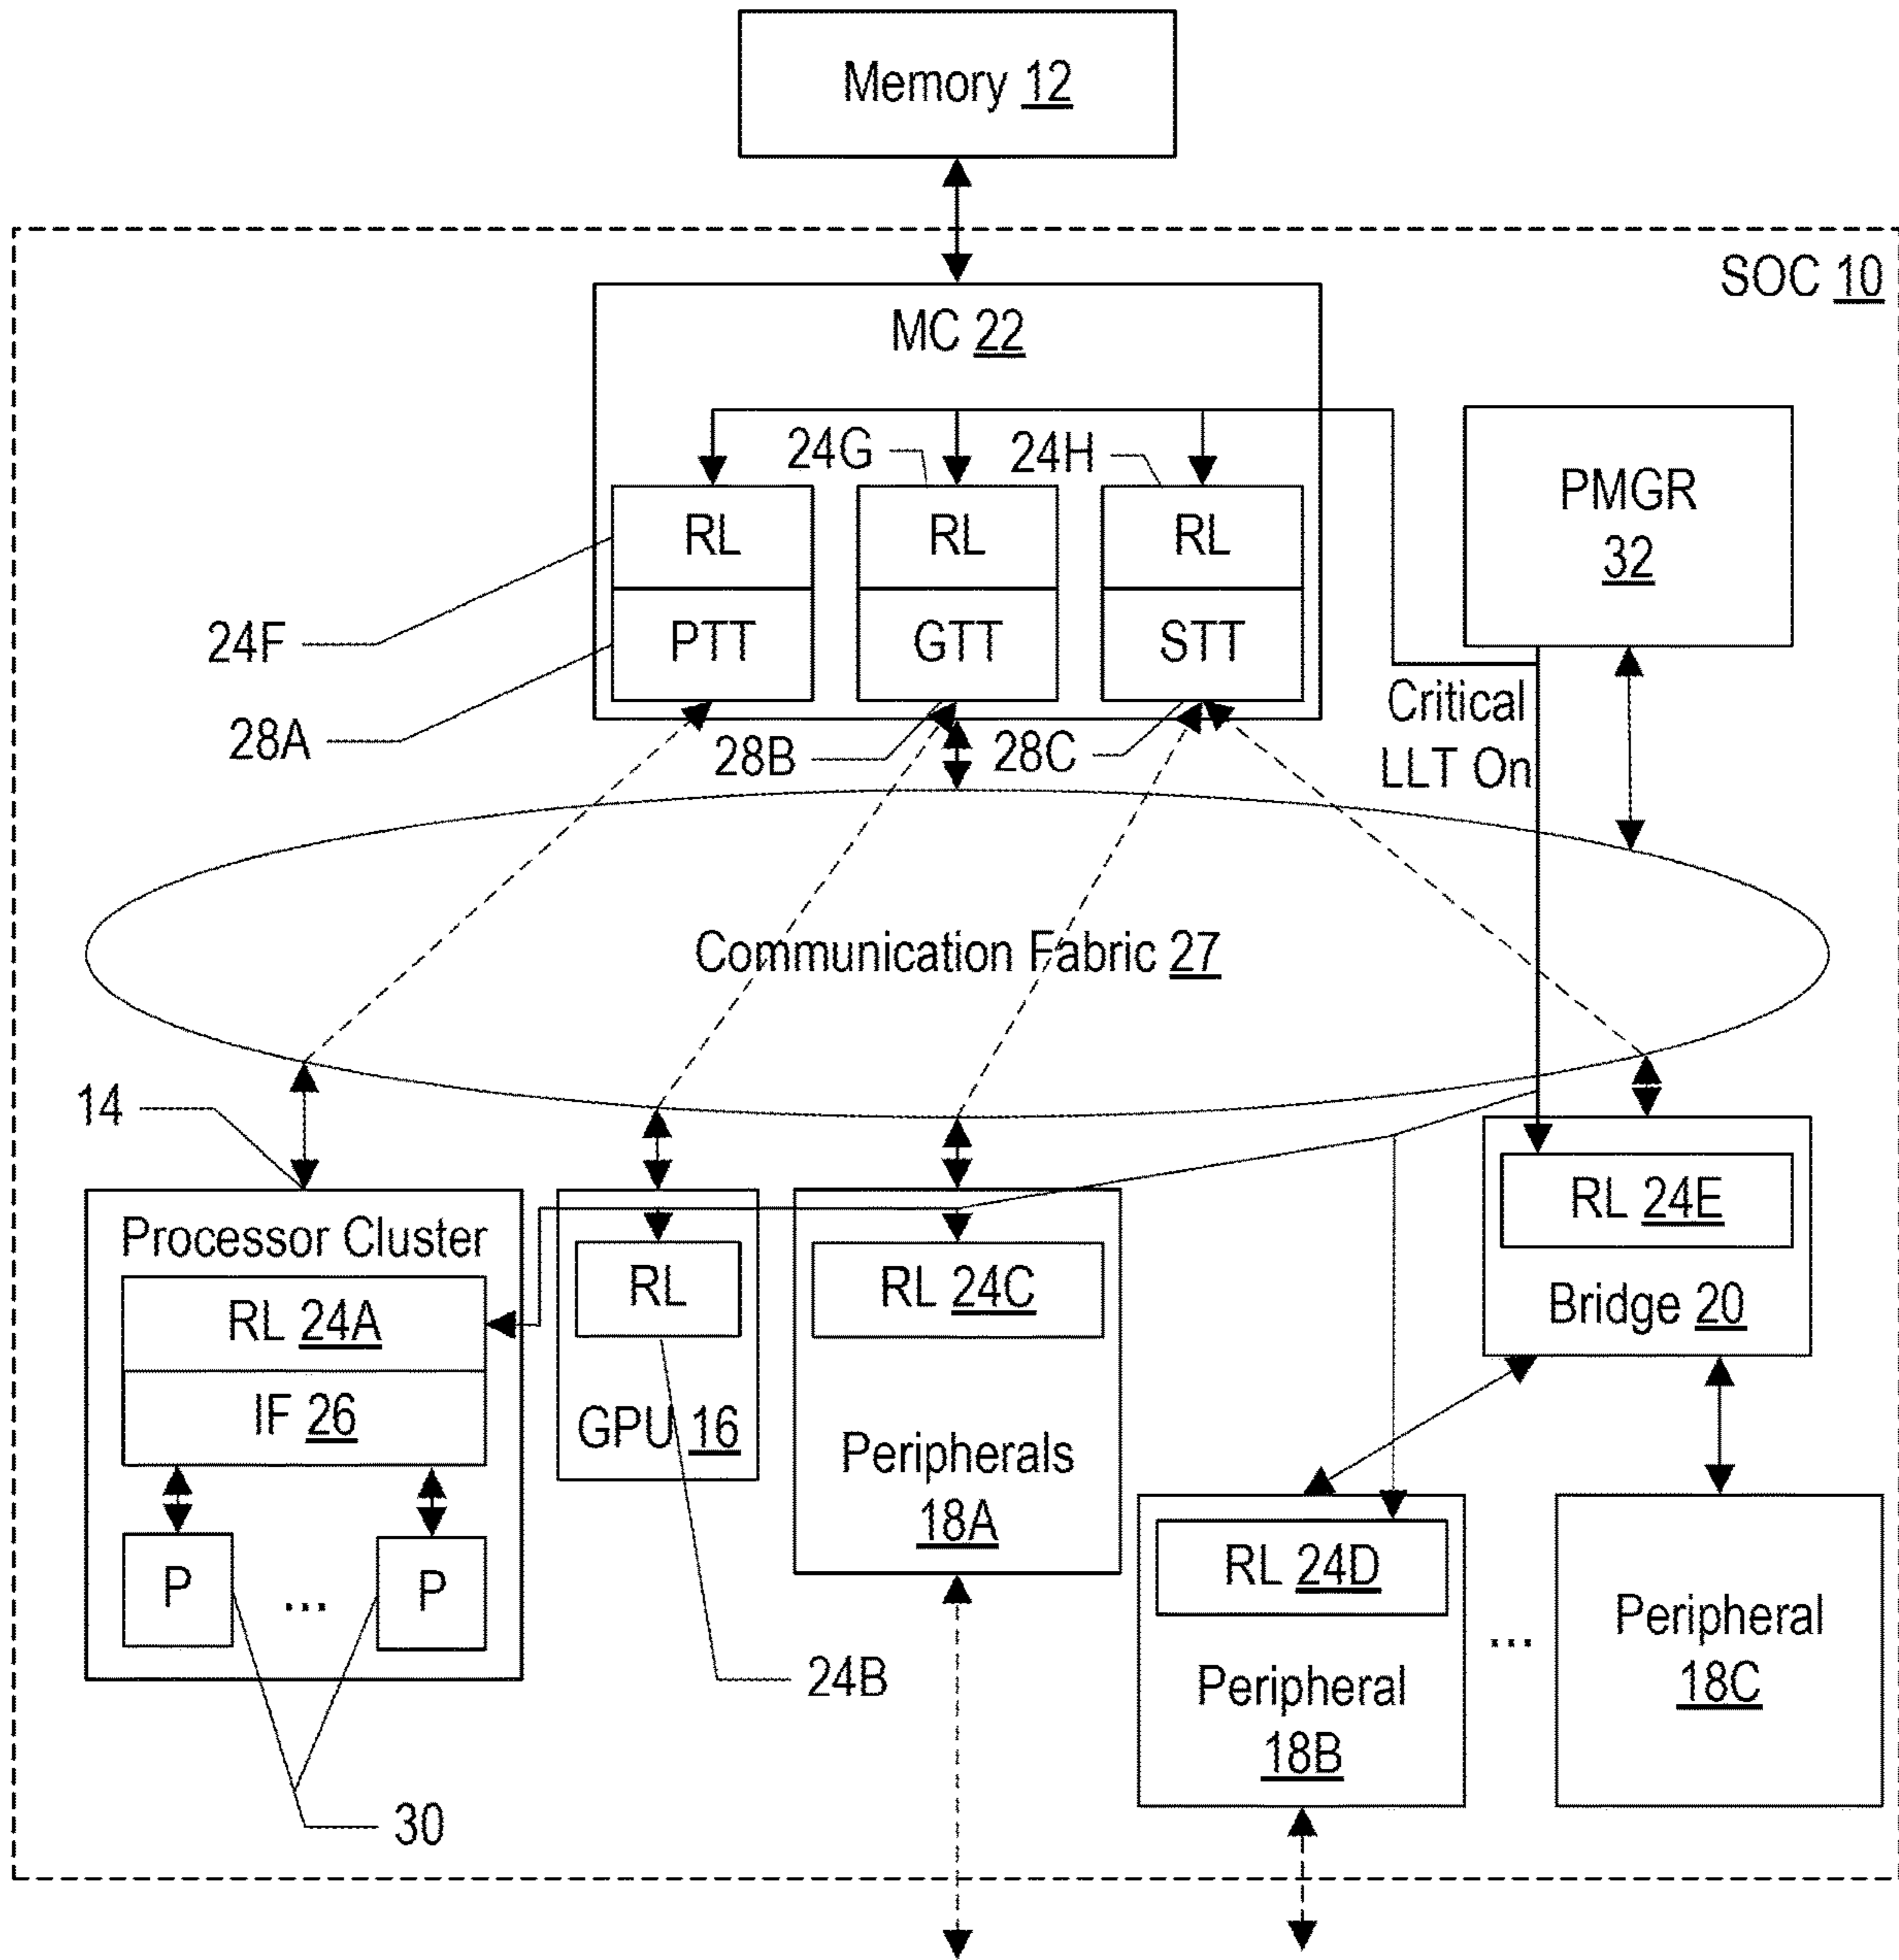 Memory 12
SOC 10
MC 22
24G
24H
PMGR
32
RL
RL
RL
24F
PTT
GTT
STT
28A
28B
28C
Critical
LLT On
Communication Fabric 27
14
Processor Cluster
RL 24A
IF 26
P
...
P
30
RL
GPU 16
24B
RL 24C
Peripherals
18A
RL 24E
Bridge 20
RL 24D
Peripheral
18B
...
Peripheral
18C